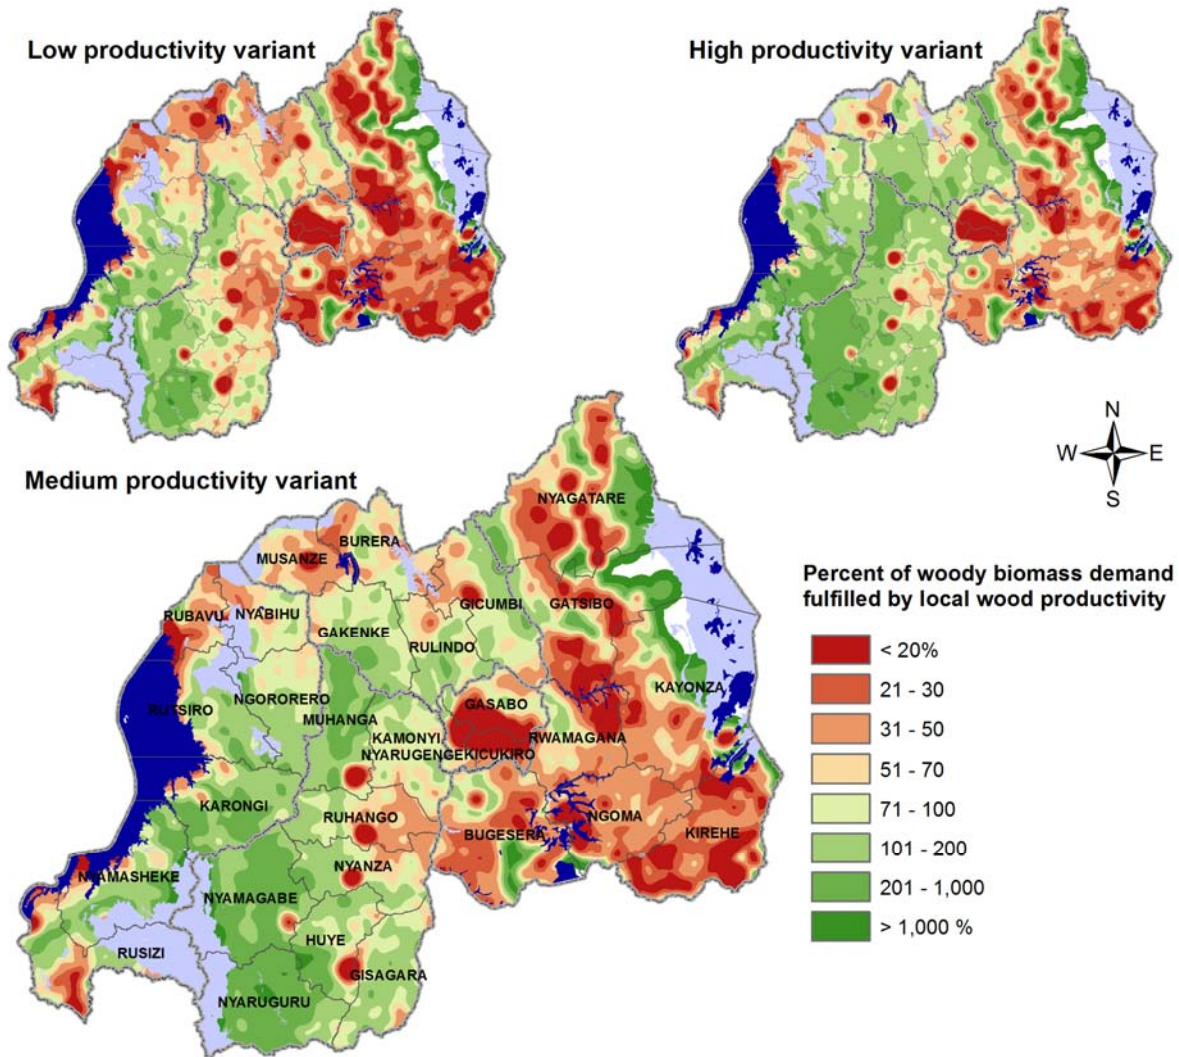 Low productivity variant
High productivity variant
N
W E
S
Medium productivity variant
NYAGATARE
BURERA
MUSANZE
RUBAVU
NYABIHU
GICUMBI
GATSIBO
GAKENKE
RULINDO
NGORORERO
RUTSIRO
MUHANGA
GASABO
KAYONZA
KAMONYI
RWAMAGANA
NYARUGENGE
KICUKIRO
KARONGI
RUHANGO
BUGESERA
NGOMA
KIREHE
NYAMASHEKE
NYANZA
NYAMAGABE
HUYE
RUSIZI
GISAGARA
NYARUGURU
Percent of woody biomass demand
fulfilled by local wood productivity
< 20%
21 - 30
31 - 50
51 - 70
71 - 100
101 - 200
201 - 1,000
> 1,000 %